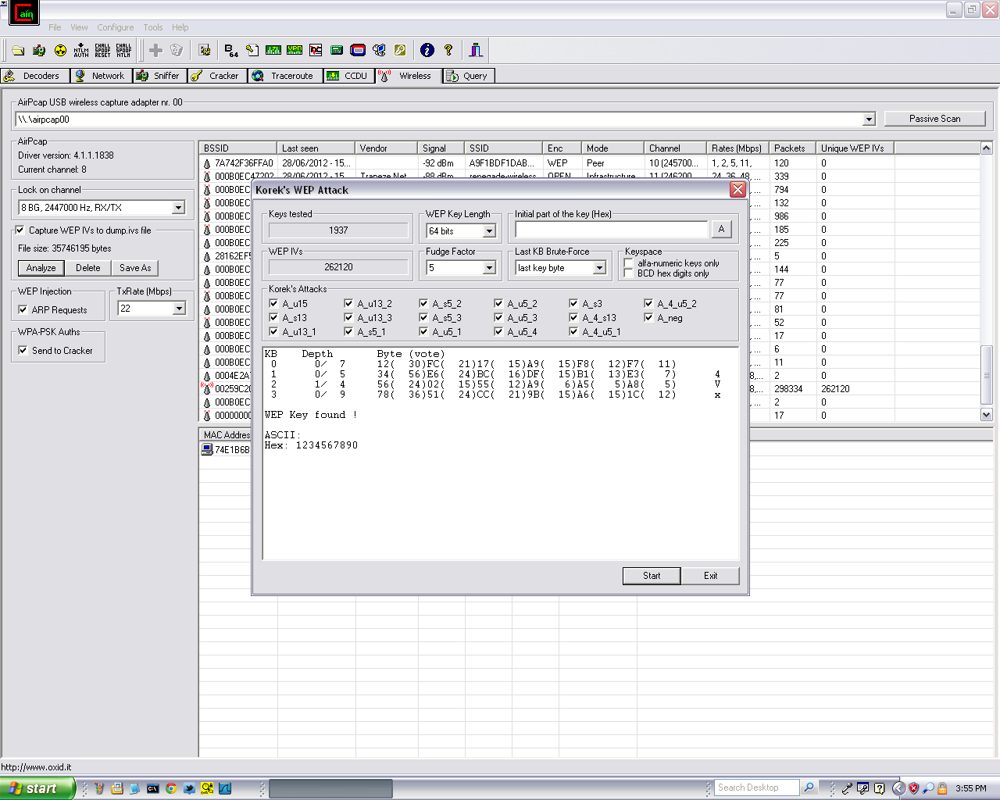 Cain
File View Configure Tools Help
NTLM AUTH CHALL SPOOF RESET CHALL SPOOF NTLM B64
Decoders Network Sniffer Cracker Traceroute CCDU Wireless Query
AirPcap USB wireless capture adapter nr. 00
\\.\airpcap00 Passive Scan
AirPcap
Driver version: 4.1.1.1838
Current channel: 8
Lock on channel
8 BG, 2447000 Hz, RX/TX
Capture WEP IVs to dump.ivs file
File size: 35746195 bytes
Analyze Delete Save As
WEP Injection TxRate (Mbps)
ARP Requests 22
WPA-PSK Auths
Send to Cracker
BSSID Last seen Vendor Signal SSID Enc Mode Channel Rates (Mbps) Packets Unique WEP IVs
7A742F36FFA0 28/06/2012 - 15... -92 dBm A9F1BDF1DAB... WEP Peer 10 (245700... 1, 2, 5, 11, 120 0
000B0EC47202 28/06/2012 - 15... Trapeze Net... -88 dBm renegade-wireless OPEN Infrastructure 11 (246200... 24, 36, 48, ... 339 0
000B0EC ... 794 0
000B0EC ... 132 0
000B0EC ... 986 0
000B0EC ... 185 0
000B0EC ... 225 0
28162EF5 5 0
000B0EC ... 144 0
000B0EC ... 77 0
000B0EC ... 77 0
000B0EC ... 81 0
000B0EC ... 52 0
000B0EC ... 17 0
000B0EC ... 6 0
000B0EC ... 11 0
0004E2A7 8,... 2 0
00259C20 8,... 298334 262120
000B0EC ... 2 0
00000000 ... 17 0
MAC Address
74E1B6B
Korek's WEP Attack
Keys tested WEP Key Length Initial part of the key (Hex)
1937 64 bits A
WEP IVs Fudge Factor Last KB Brute-Force Keyspace
262120 5 last key byte alfa-numeric keys only
BCD hex digits only
Korek's Attacks
A_u15 A_u13_2 A_s5_2 A_u5_2 A_s3 A_4_u5_2
A_s13 A_u13_3 A_s5_3 A_u5_3 A_4_s13 A_neg
A_u13_1 A_s5_1 A_u5_1 A_u5_4 A_4_u5_1
KB Depth Byte (vote)
0 0/ 7 12( 30)FC( 21)17( 15)A9( 15)F8( 12)F7( 11)
1 0/ 5 34( 56)E6( 24)BC( 16)DF( 15)B1( 13)E3( 7) 4
2 1/ 4 56( 24)02( 15)55( 12)A9( 6)A5( 5)A8( 5) V
3 0/ 9 78( 36)51( 24)CC( 21)9B( 15)A6( 15)1C( 12) x
WEP Key found !
ASCII:
Hex: 1234567890
Start Exit
http://www.oxid.it
start Search Desktop 3:55 PM